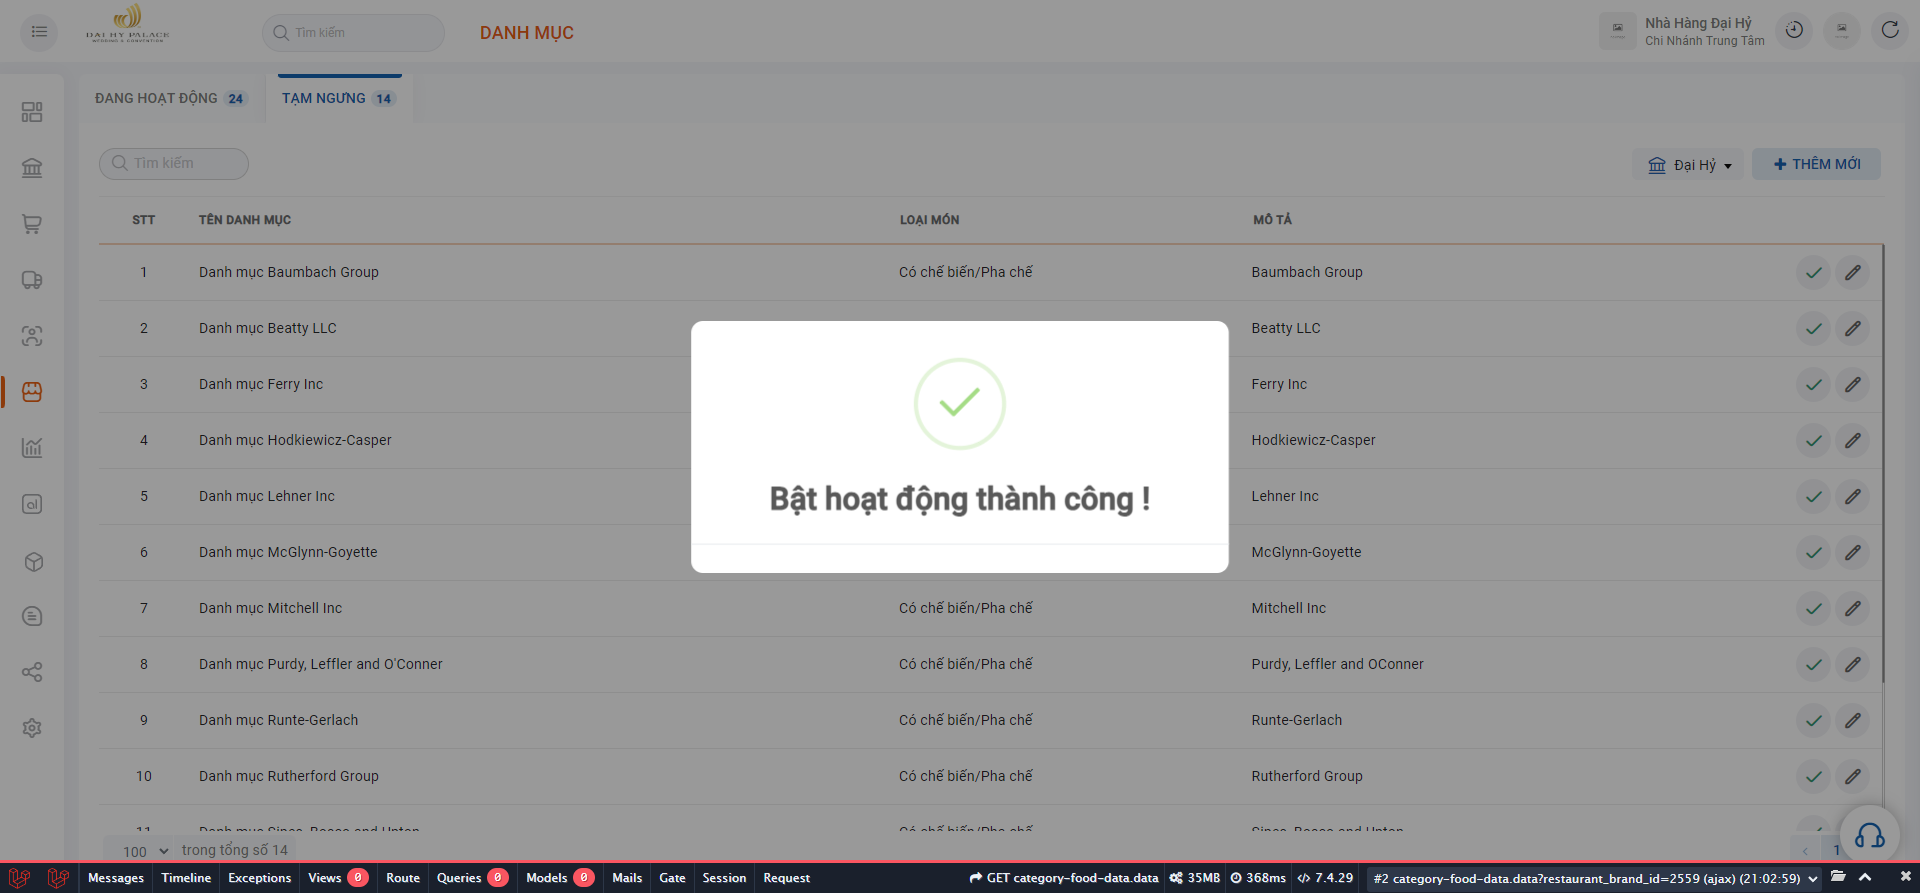 DAI HY PALACE
WEDDING & CONVENTION
Tìm kiếm
DANH MỤC
Nhà Hàng Đại Hỷ
Chi Nhánh Trung Tâm
ĐANG HOẠT ĐỘNG 24
TẠM NGƯNG 14
Tìm kiếm
Đại Hỷ
THÊM MỚI
STT TÊN DANH MỤC LOẠI MÓN MÔ TẢ
1 Danh mục Baumbach Group Có chế biến/Pha chế Baumbach Group
2 Danh mục Beatty LLC Beatty LLC
3 Danh mục Ferry Inc Ferry Inc
4 Danh mục Hodkiewicz-Casper Hodkiewicz-Casper
5 Danh mục Lehner Inc Lehner Inc
6 Danh mục McGlynn-Goyette McGlynn-Goyette
Bật hoạt động thành công !
7 Danh mục Mitchell Inc Có chế biến/Pha chế Mitchell Inc
8 Danh mục Purdy, Leffler and O'Conner Có chế biến/Pha chế Purdy, Leffler and OConner
9 Danh mục Runte-Gerlach Có chế biến/Pha chế Runte-Gerlach
10 Danh mục Rutherford Group Có chế biến/Pha chế Rutherford Group
100 trong tổng số 14
1
Messages Timeline Exceptions Views 0 Route Queries 0 Models 0 Mails Gate Session Request GET category-food-data.data 35MB 368ms 7.4.29 #2 category-food-data.data?restaurant_brand_id=2559 (ajax) (21:02:59)